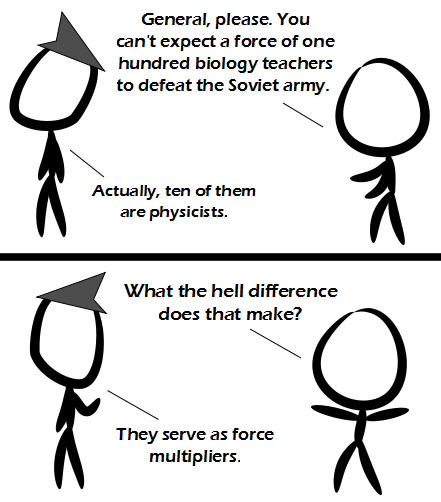 General, please. You
can't expect a force of one
hundred biology teachers
to defeat the Soviet army.
Actually, ten of them
are physicists.
What the hell difference
does that make?
They serve as force
multipliers.